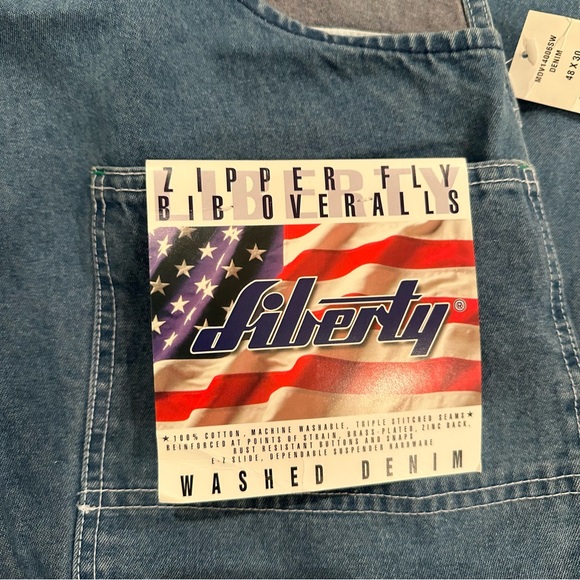 MDV14006SW
DENIM
48 X 30
LIBERTY
ZIPPER FLY
BIB OVERALLS
Liberty®
★ 100% COTTON, MACHINE WASHABLE, TRIPLE STITCHED SEAMS ★
REINFORCED AT POINTS OF STRAIN, BRASS-PLATED, ZINC BACK,
RUST RESISTANT BUTTONS AND SNAPS
E-Z SLIDE, DEPENDABLE SUSPENDER HARDWARE
WASHED DENIM